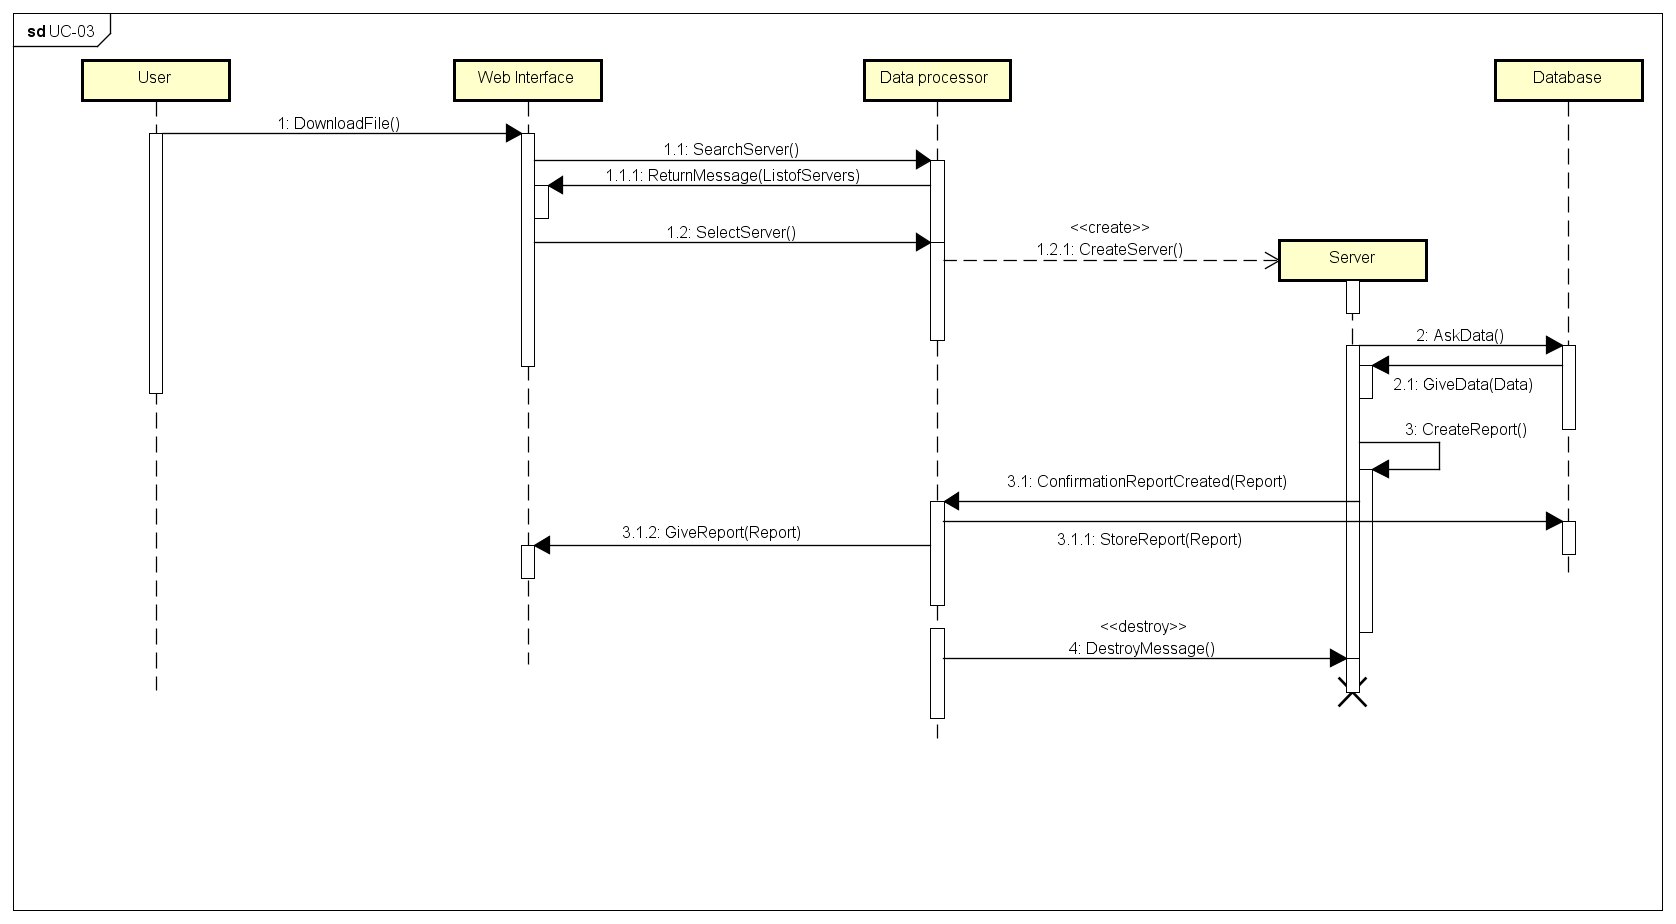 sd UC-03
User
Web Interface
Data processor
Database
1: DownloadFile()
1.1: SearchServer()
1.1.1: ReturnMessage(ListofServers)
1.2: SelectServer()
<<create>>
1.2.1: CreateServer()
Server
2: AskData()
2.1: GiveData(Data)
3: CreateReport()
3.1: ConfirmationReportCreated(Report)
3.1.2: GiveReport(Report)
3.1.1: StoreReport(Report)
<<destroy>>
4: DestroyMessage()